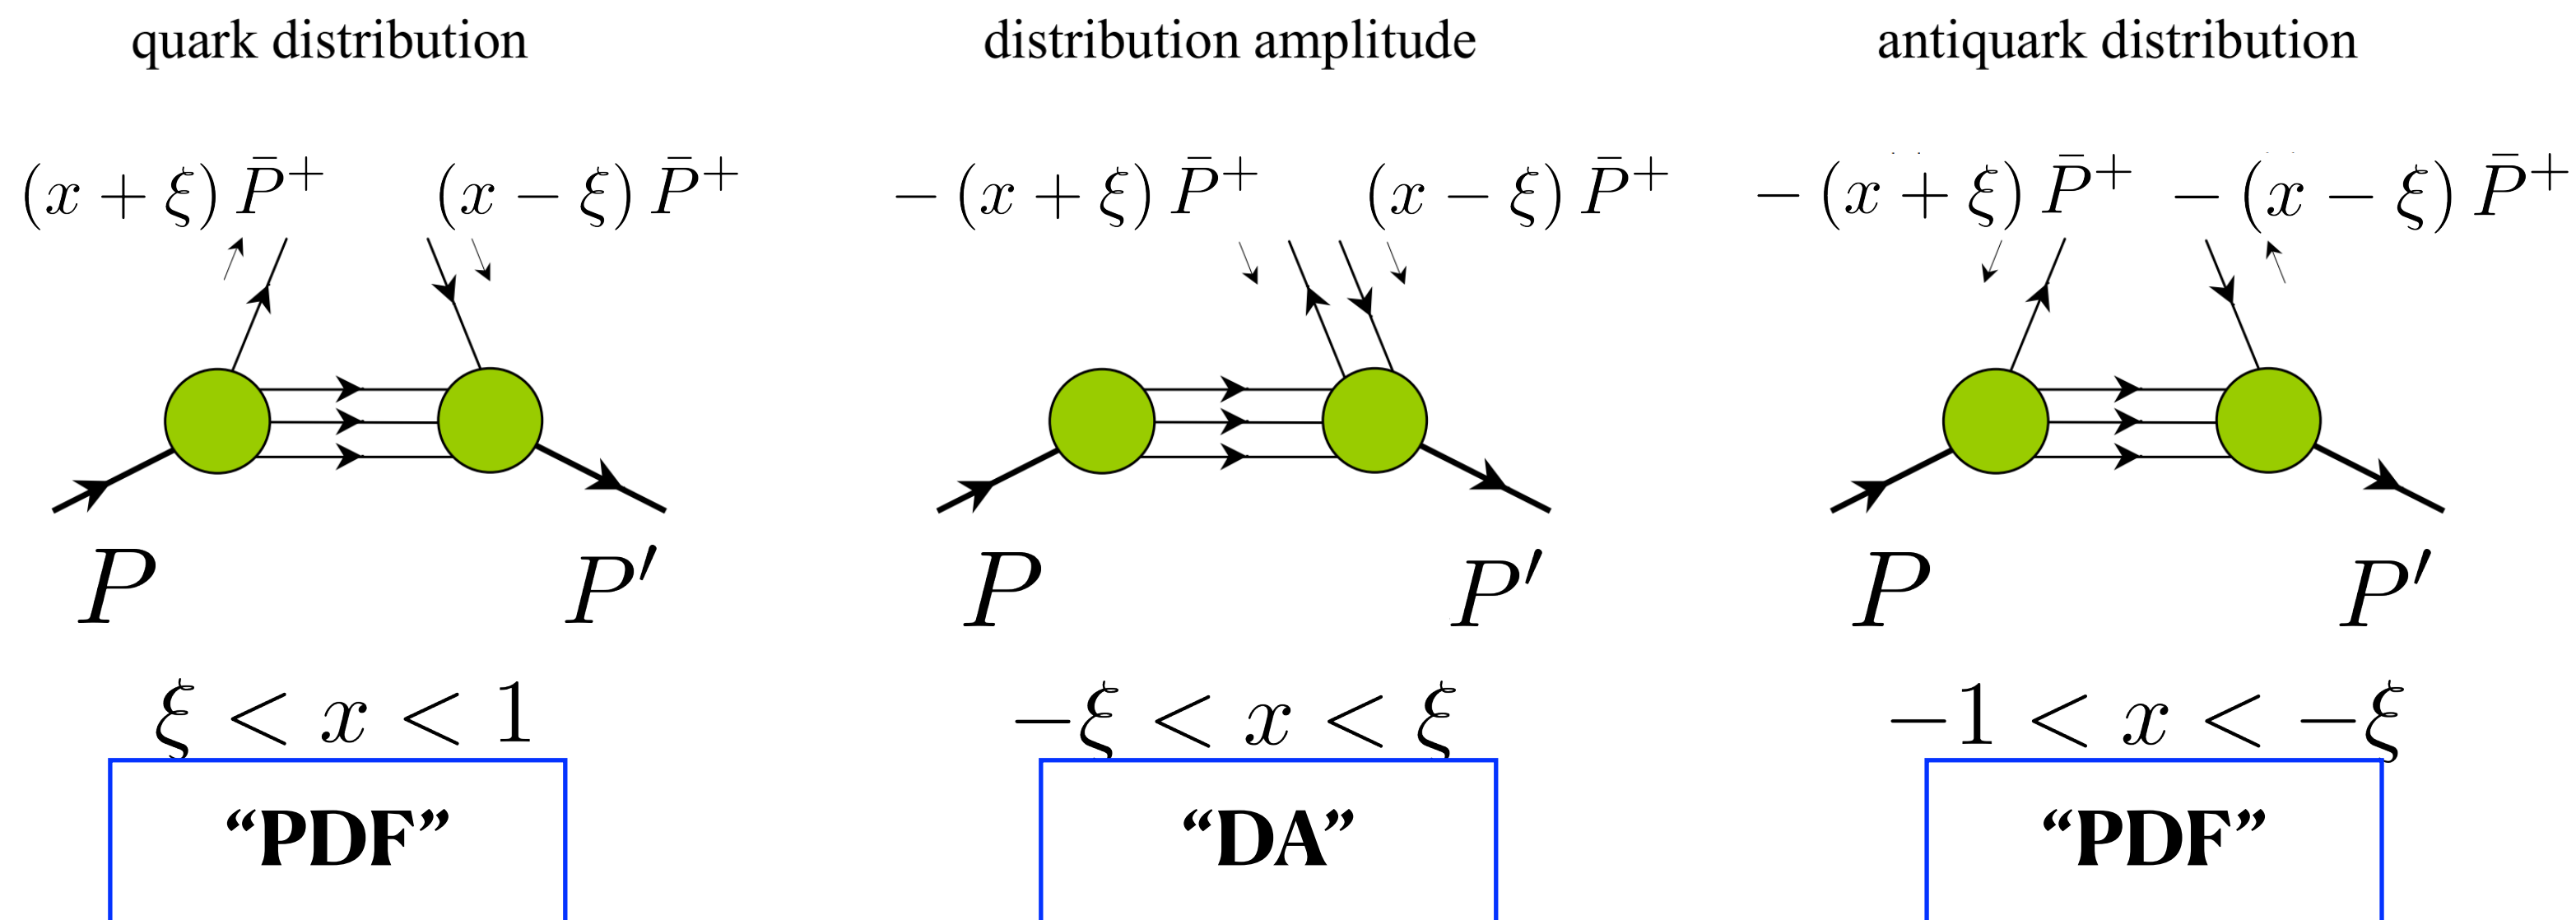 quark distribution
distribution amplitude
antiquark distribution
(x + ξ) P̄⁺
(x − ξ) P̄⁺
− (x + ξ) P̄⁺
(x − ξ) P̄⁺
− (x + ξ) P̄⁺
− (x − ξ) P̄⁺
P
P′
P
P′
P
P′
ξ < x < 1
−ξ < x < ξ
−1 < x < −ξ
“PDF”
“DA”
“PDF”